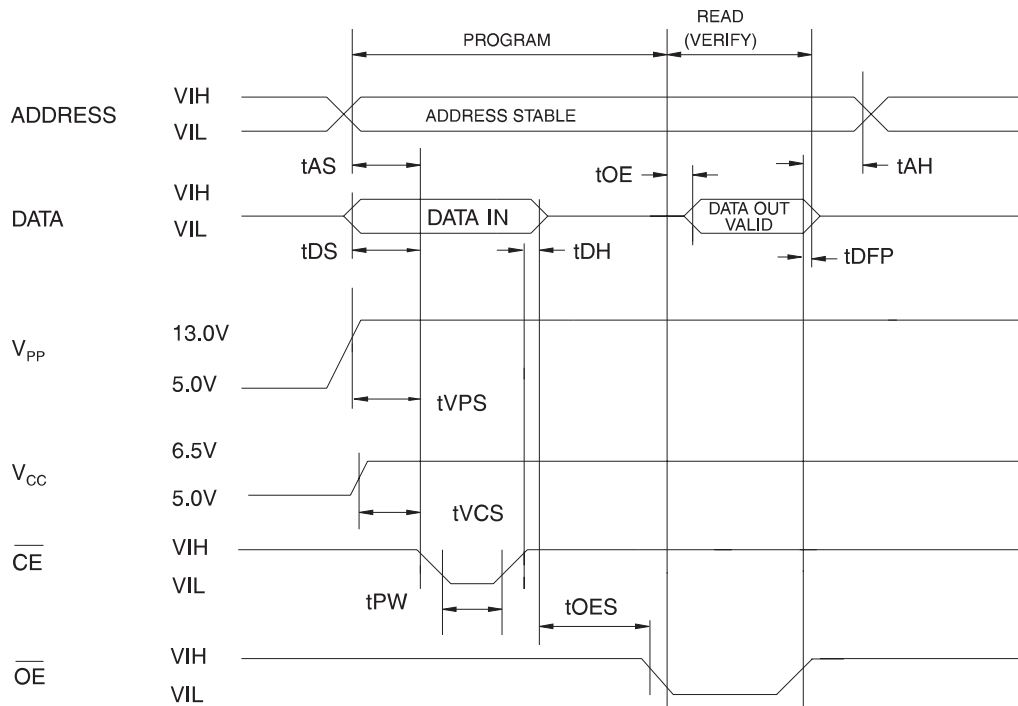 READ
PROGRAM (VERIFY)
ADDRESS VIH
VIL
ADDRESS STABLE
tAS tOE tAH
DATA VIH
VIL
DATA IN
DATA OUT
VALID
tDS tDH tDFP
VPP 13.0V
5.0V
tVPS
VCC 6.5V
5.0V
tVCS
CE VIH
VIL
tPW tOES
OE VIH
VIL